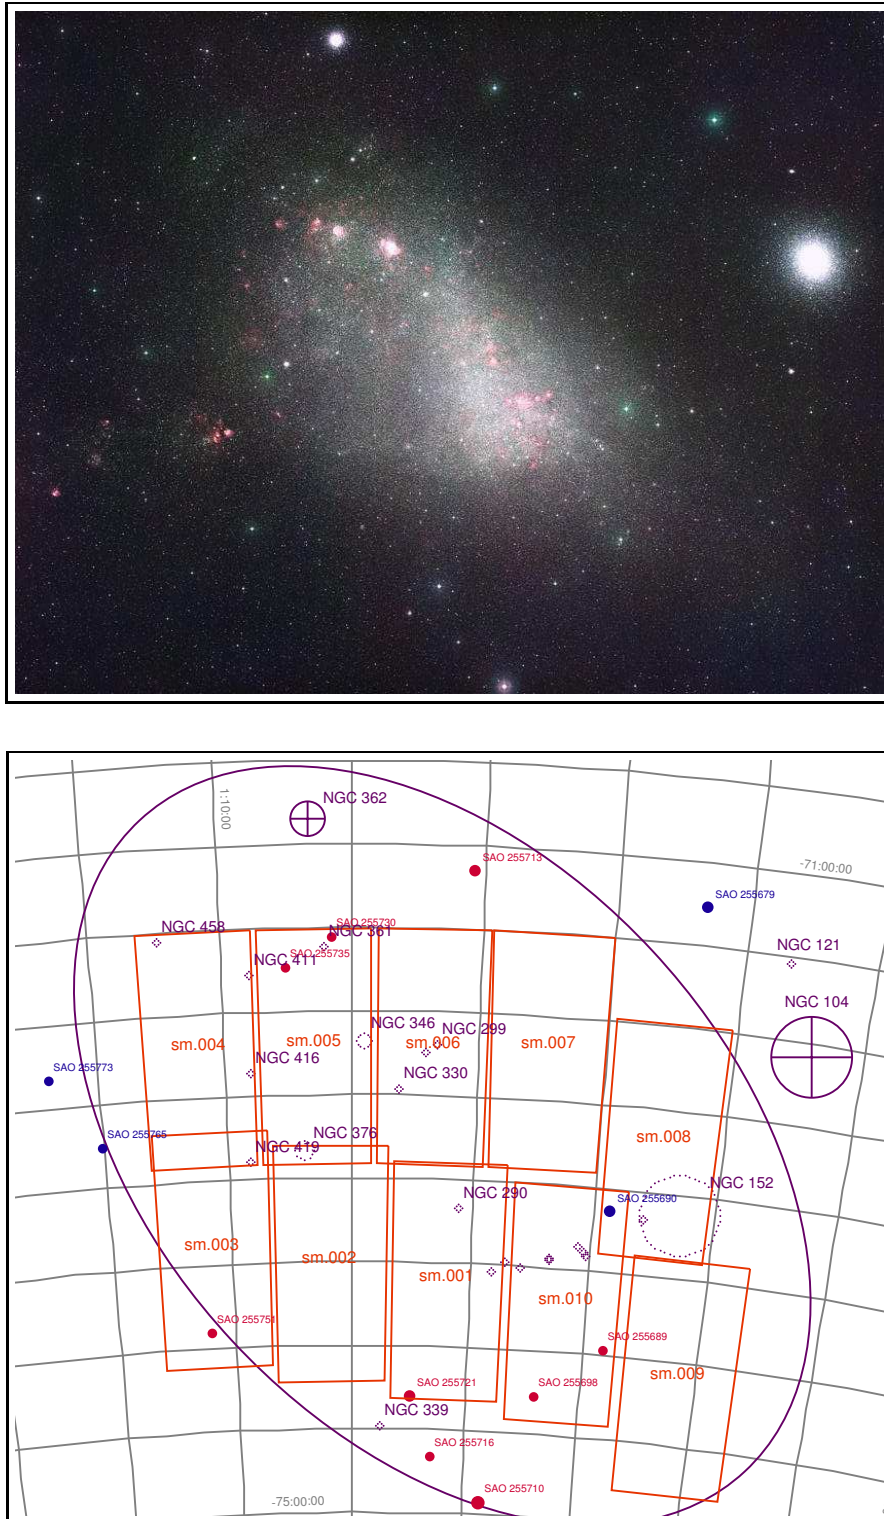 1:10:00
NGC 362
SAO 255713
-71:00:00
SAO 255679
NGC 458
SAO 255730
NGC 361
NGC 411
SAO 255735
NGC 121
NGC 104
NGC 346
NGC 299
sm.004
sm.005
sm.006
sm.007
NGC 416
SAO 255773
NGC 330
SAO 255765
NGC 376
NGC 419
sm.008
NGC 290
NGC 152
SAO 255690
sm.003
sm.002
sm.001
sm.010
SAO 255751
SAO 255689
sm.009
SAO 255721
SAO 255698
NGC 339
SAO 255716
SAO 255710
-75:00:00